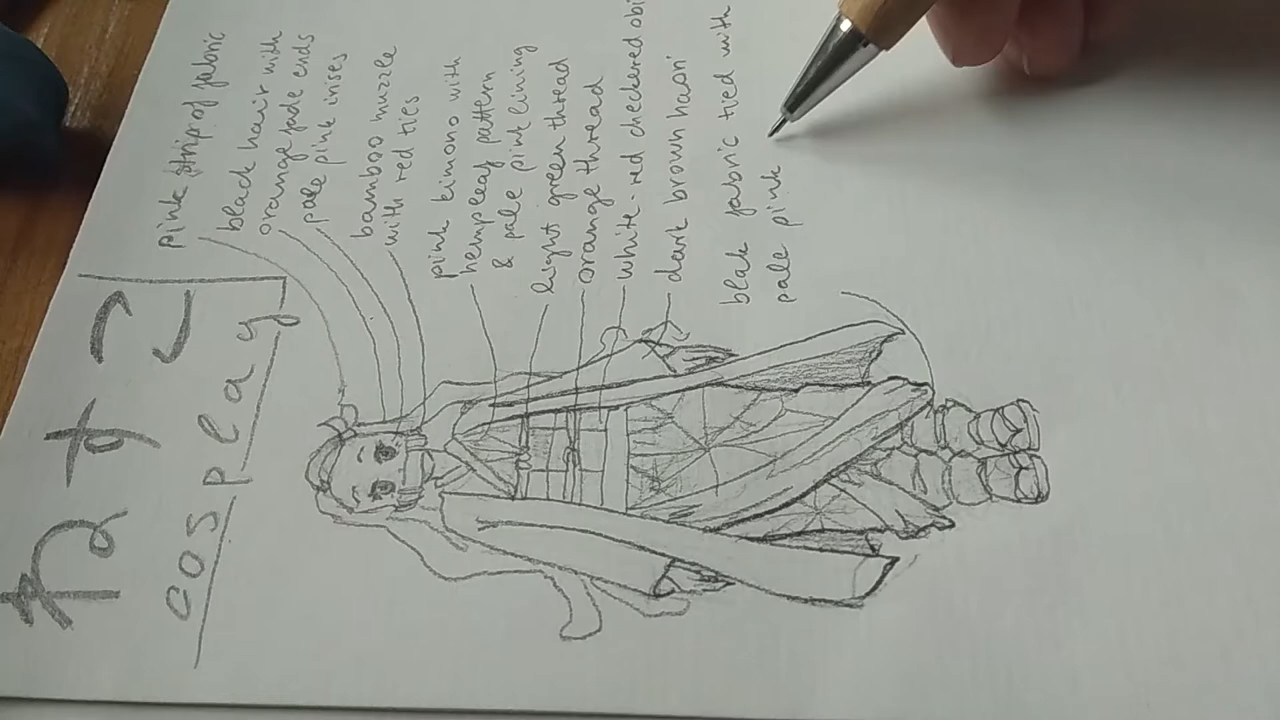 ねすこ
cosplay
pink strip of fabric
black hair with
orange fade ends
pale pink irises
bamboo muzzle
with red ties
pink kimono with
hempleaf pattern
& pale pink lining
light green thread
orange thread
white-red checkered obi
dark brown haori
blak fabric tied with
pale pink